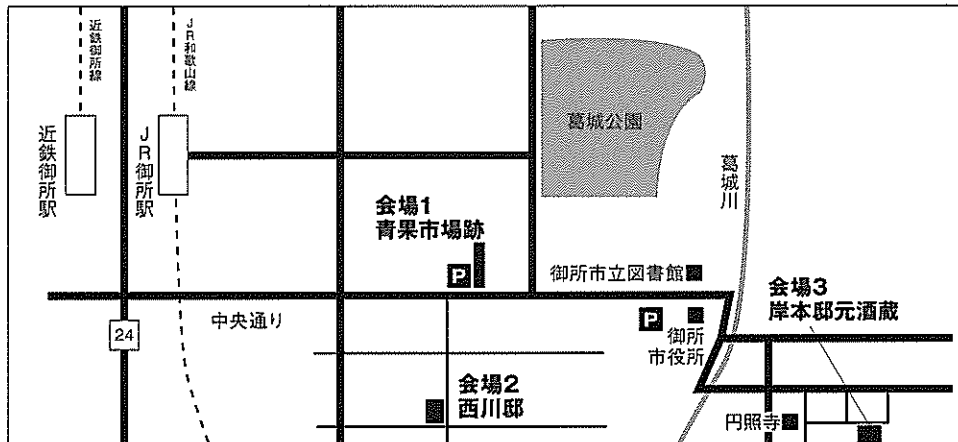 近鉄御所線
JR和歌山線
近鉄御所駅
JR御所駅
葛城公園
葛城川
会場1
青果市場跡
P
御所市立図書館
会場3
岸本邸元酒蔵
24
中央通り
P
御所
市役所
会場2
西川邸
円照寺